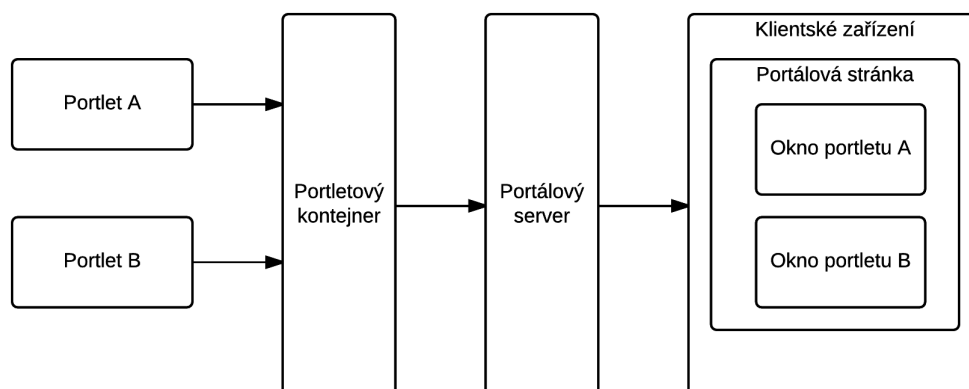 Klientské zařízení
Portálová stránka
Portlet A
Okno portletu A
Portletový
kontejner
Portálový
server
Portlet B
Okno portletu B